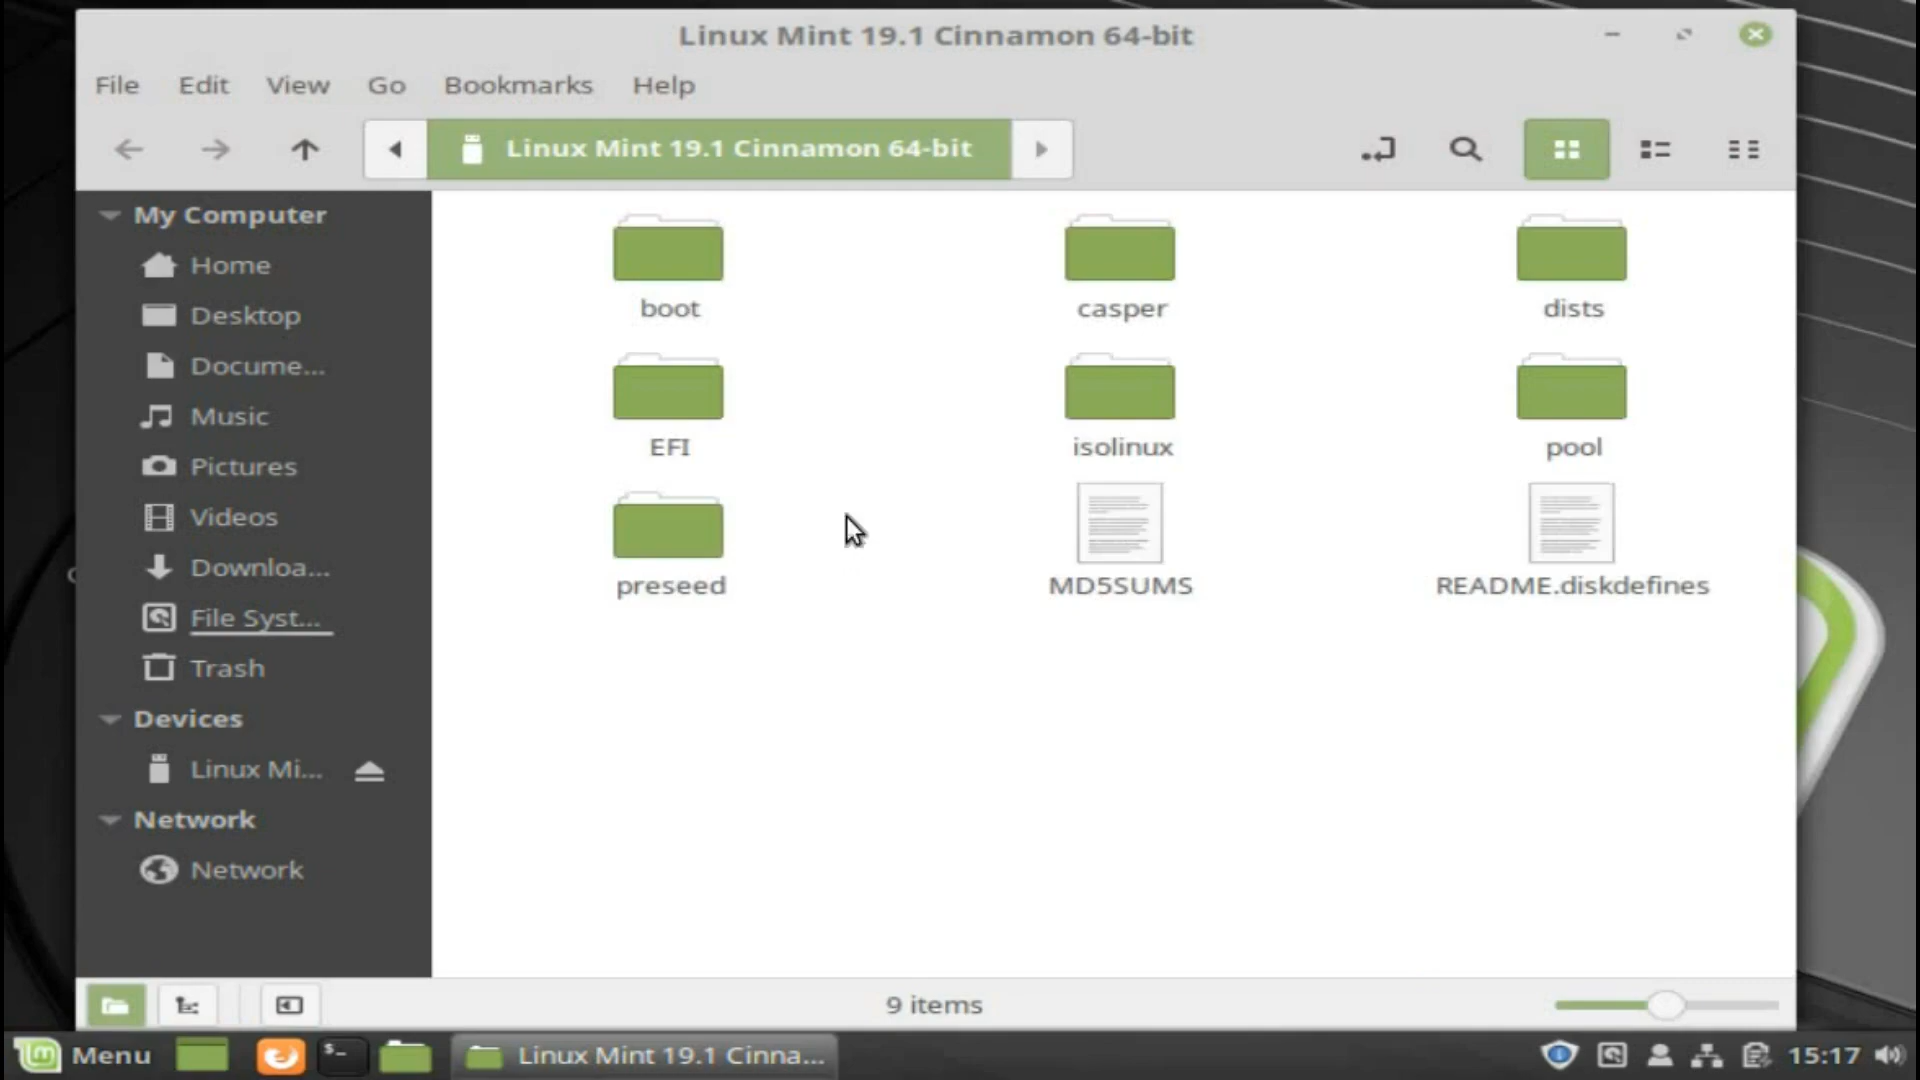 Linux Mint 19.1 Cinnamon 64-bit
File Edit View Go Bookmarks Help
Linux Mint 19.1 Cinnamon 64-bit
My Computer
Home
Desktop
Docume...
Music
Pictures
Videos
Downloa...
File Syst...
Trash
Devices
Linux Mi...
Network
Network
boot casper dists
EFI isolinux pool
preseed MD5SUMS README.diskdefines
9 items
Menu $_ Linux Mint 19.1 Cinna... 15:17